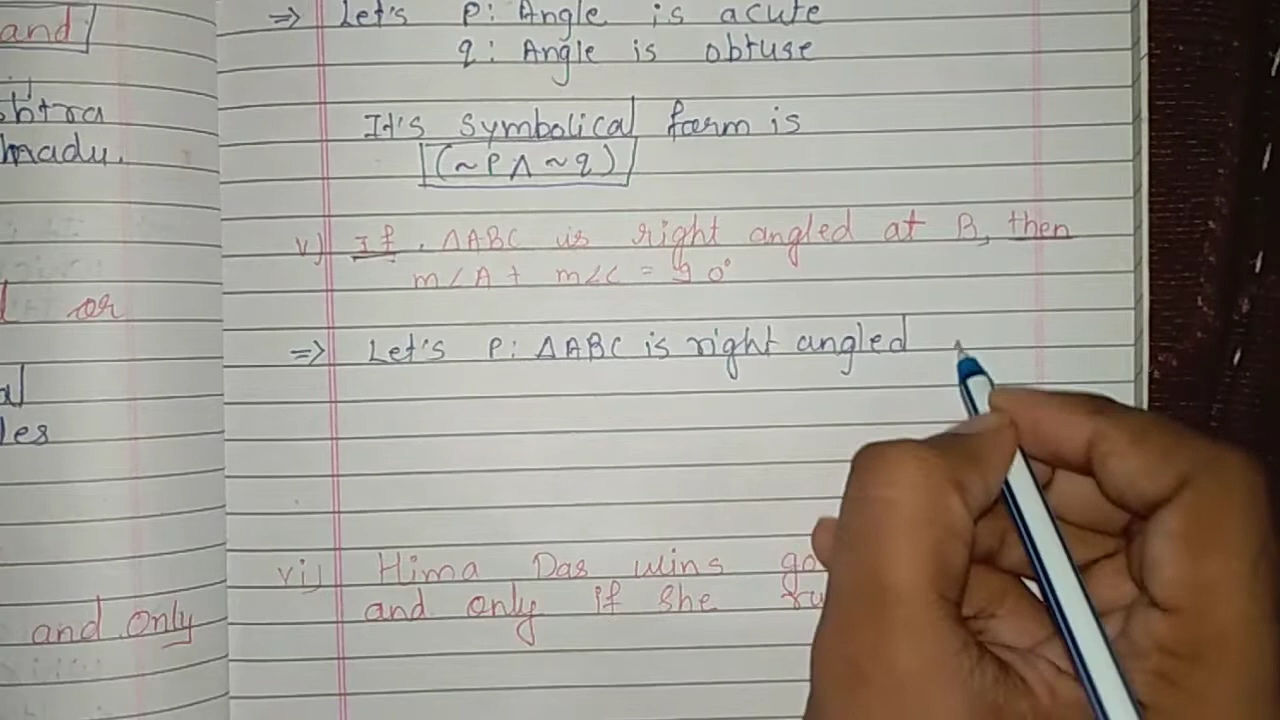 and
obtra
madu.
or
al
les
and only
⇒ Let's p: Angle is acute
q: Angle is obtuse
It's symbolical form is
(~p ∧ ~q)
v) If, ΔABC is right angled at B, then
m∠A + m∠C = 90°
⇒ Let's P: ΔABC is right angled
vi) Hima Das wins
and only if she